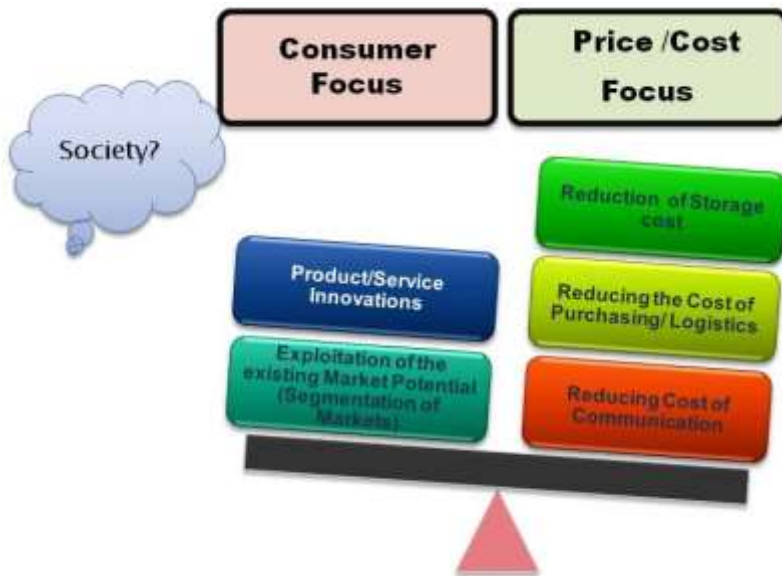 Consumer
Focus
Price /Cost
Focus
Society?
Reduction of Storage
cost
Product/Service
Innovations
Reducing the Cost of
Purchasing/ Logistics
Exploitation of the
existing Market Potential
(Segmentation of
Markets)
Reducing Cost of
Communication